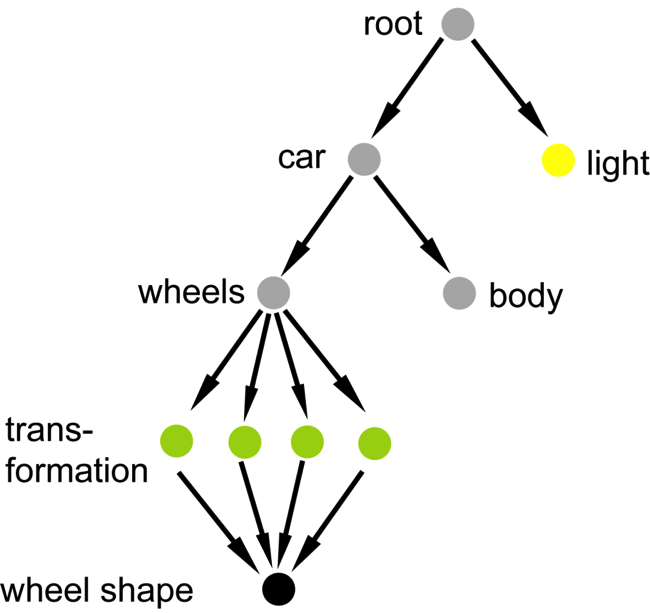 root
car
light
wheels
body
trans-
formation
wheel shape